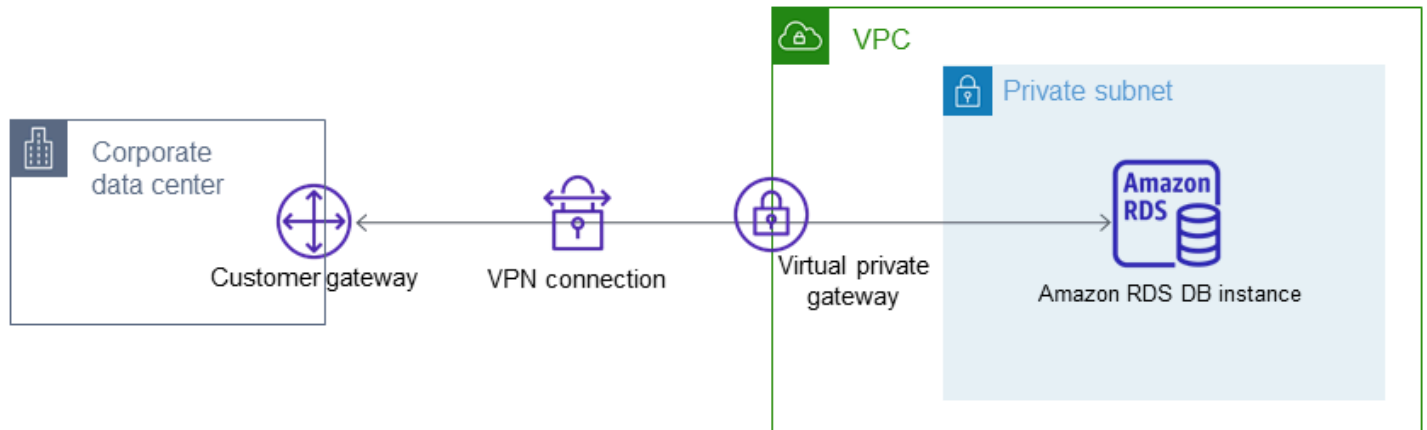 VPC
Private subnet
Corporate
data center
Amazon
RDS
Customer gateway
VPN connection
Virtual private
gateway
Amazon RDS DB instance